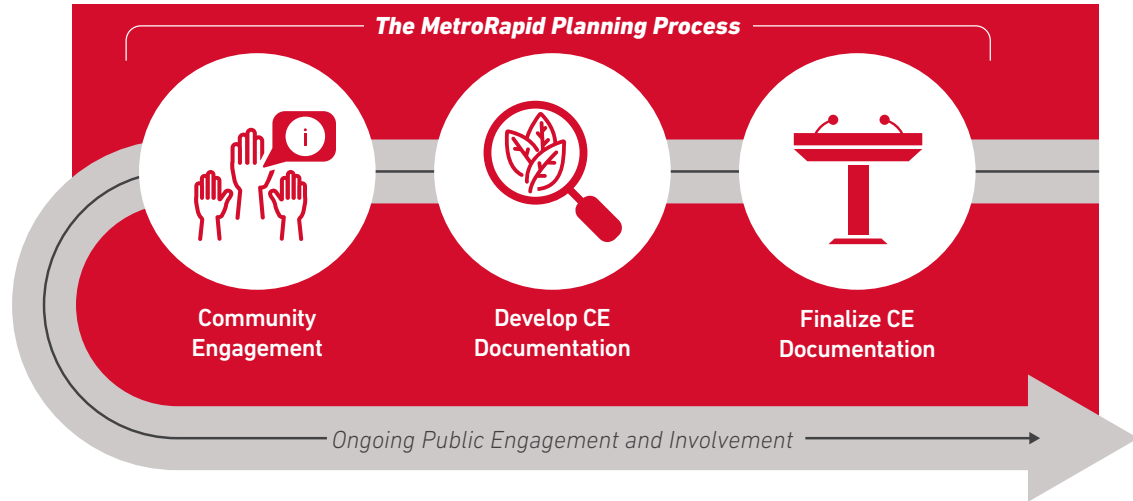 The MetroRapid Planning Process
i
Community
Engagement
Develop CE
Documentation
Finalize CE
Documentation
Ongoing Public Engagement and Involvement